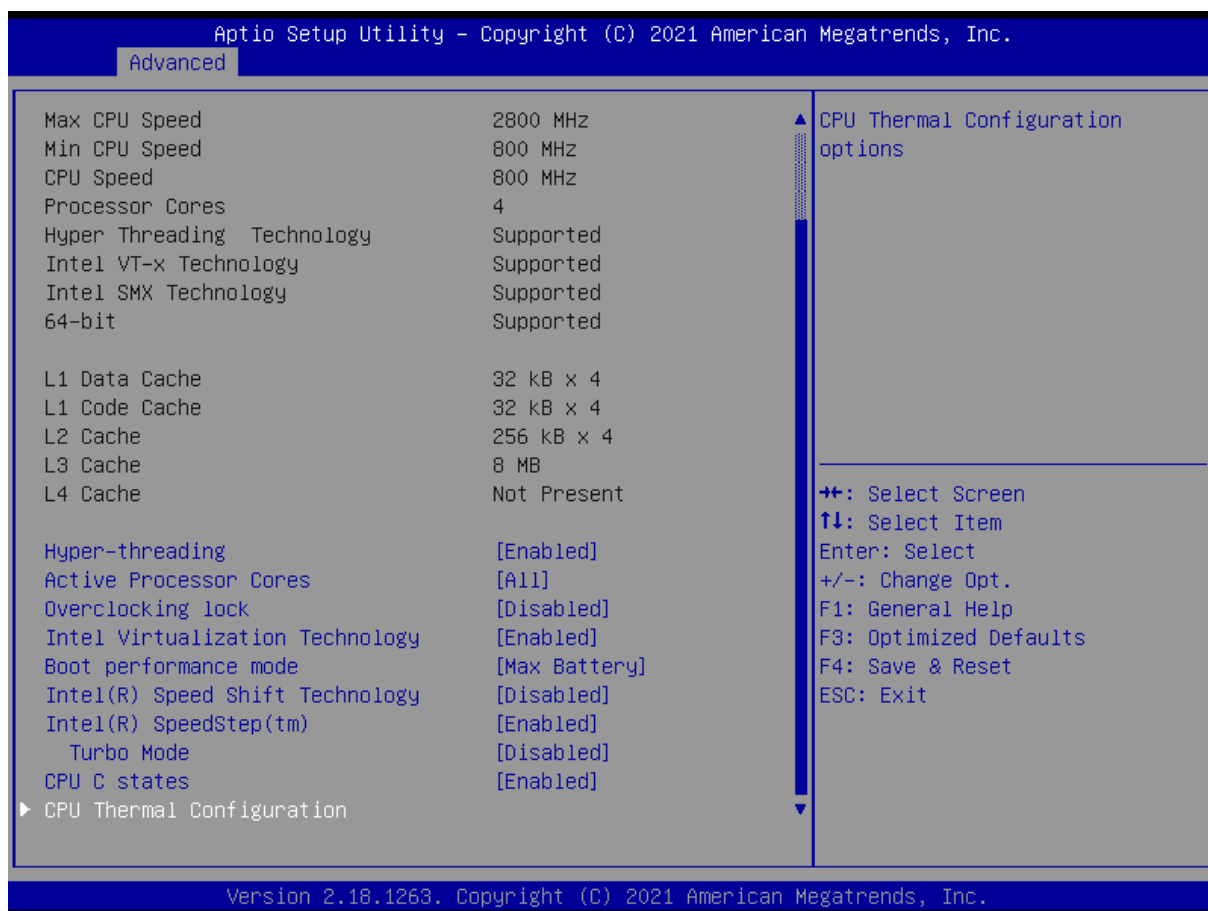 Aptio Setup Utility – Copyright (C) 2021 American Megatrends, Inc.
Advanced
Max CPU Speed 2800 MHz
Min CPU Speed 800 MHz
CPU Speed 800 MHz
Processor Cores 4
Hyper Threading Technology Supported
Intel VT-x Technology Supported
Intel SMX Technology Supported
64-bit Supported
L1 Data Cache 32 kB x 4
L1 Code Cache 32 kB x 4
L2 Cache 256 kB x 4
L3 Cache 8 MB
L4 Cache Not Present
Hyper-threading [Enabled]
Active Processor Cores [All]
Overclocking lock [Disabled]
Intel Virtualization Technology [Enabled]
Boot performance mode [Max Battery]
Intel(R) Speed Shift Technology [Disabled]
Intel(R) SpeedStep(tm) [Enabled]
Turbo Mode [Disabled]
CPU C states [Enabled]
CPU Thermal Configuration
CPU Thermal Configuration
options
→←: Select Screen
↑↓: Select Item
Enter: Select
+/-: Change Opt.
F1: General Help
F3: Optimized Defaults
F4: Save & Reset
ESC: Exit
Version 2.18.1263. Copyright (C) 2021 American Megatrends, Inc.